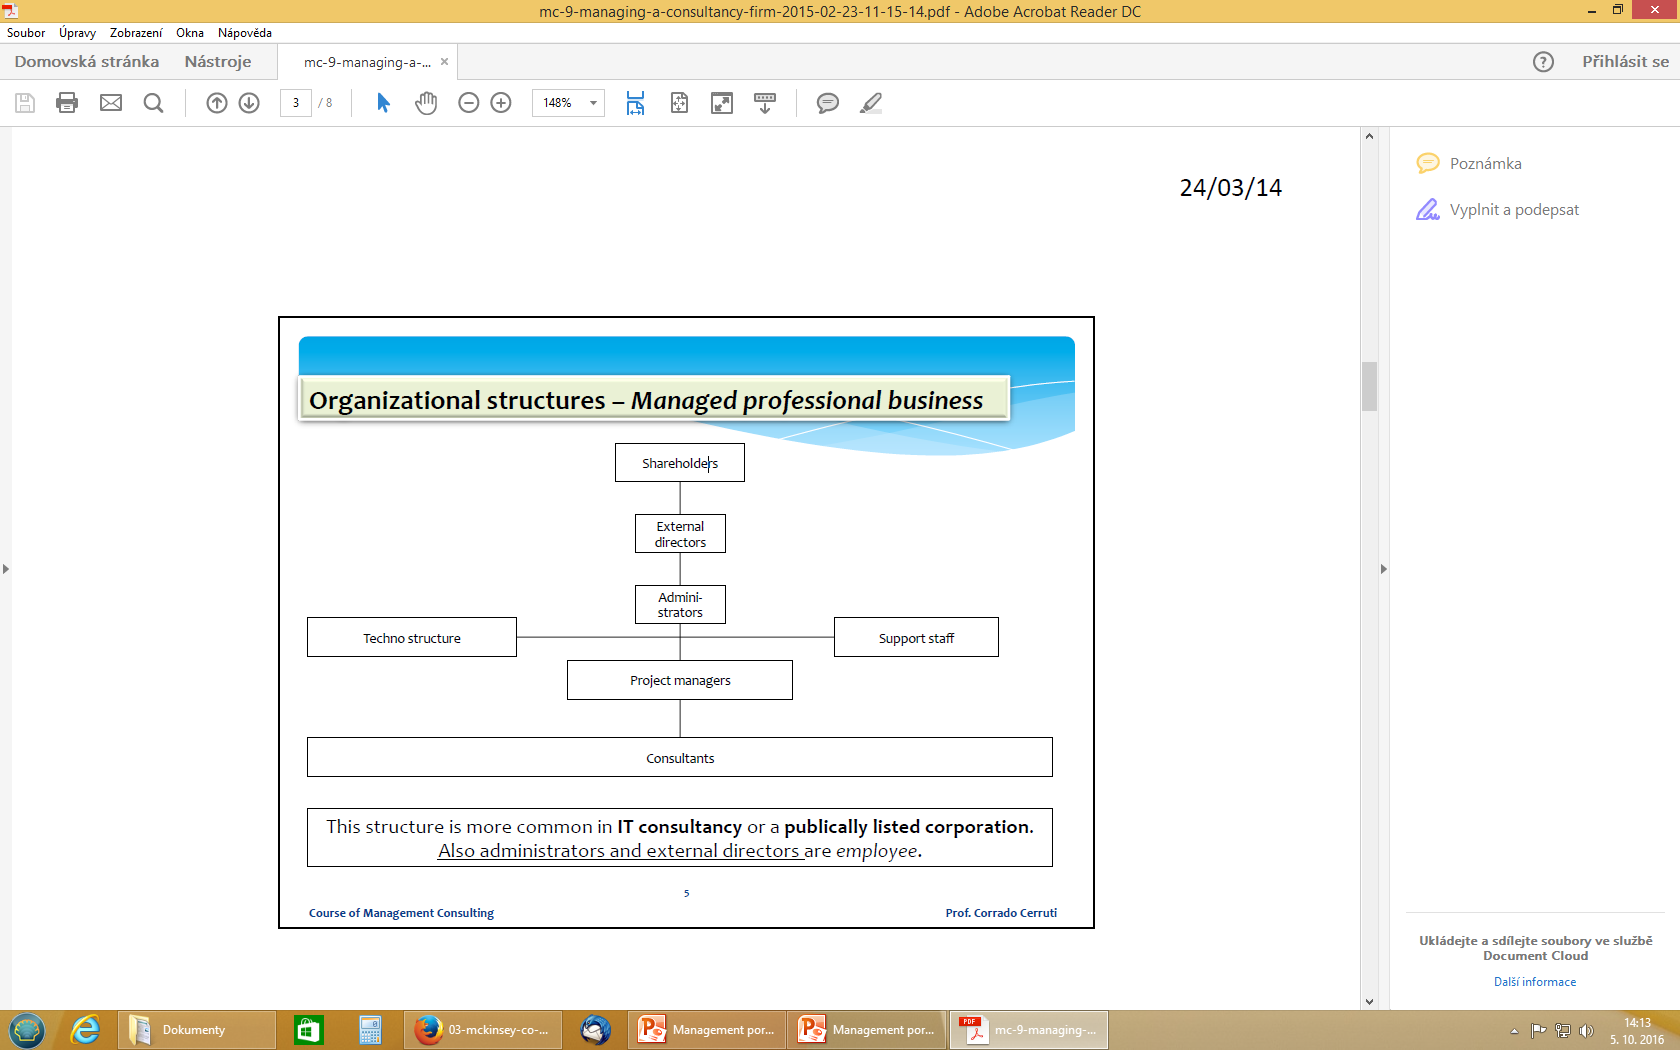 mc-9-managing-a-consultancy-firm-2015-02-23-11-15-14.pdf - Adobe Acrobat Reader DC
Soubor Úpravy Zobrazení Okna Nápověda
Domovská stránka Nástroje mc-9-managing-a-... × Přihlásit se
3 / 8 148%
24/03/14
Poznámka
Vyplnit a podepsat
Organizational structures – Managed professional business
Shareholders
External
directors
Admini-
strators
Techno structure
Support staff
Project managers
Consultants
This structure is more common in IT consultancy or a publically listed corporation.
Also administrators and external directors are employee.
5
Course of Management Consulting Prof. Corrado Cerruti
Ukládejte a sdílejte soubory ve službě
Document Cloud
Další informace
Dokumenty 03-mckinsey-co-... Management por... Management por... mc-9-managing-...
14:13
5. 10. 2016